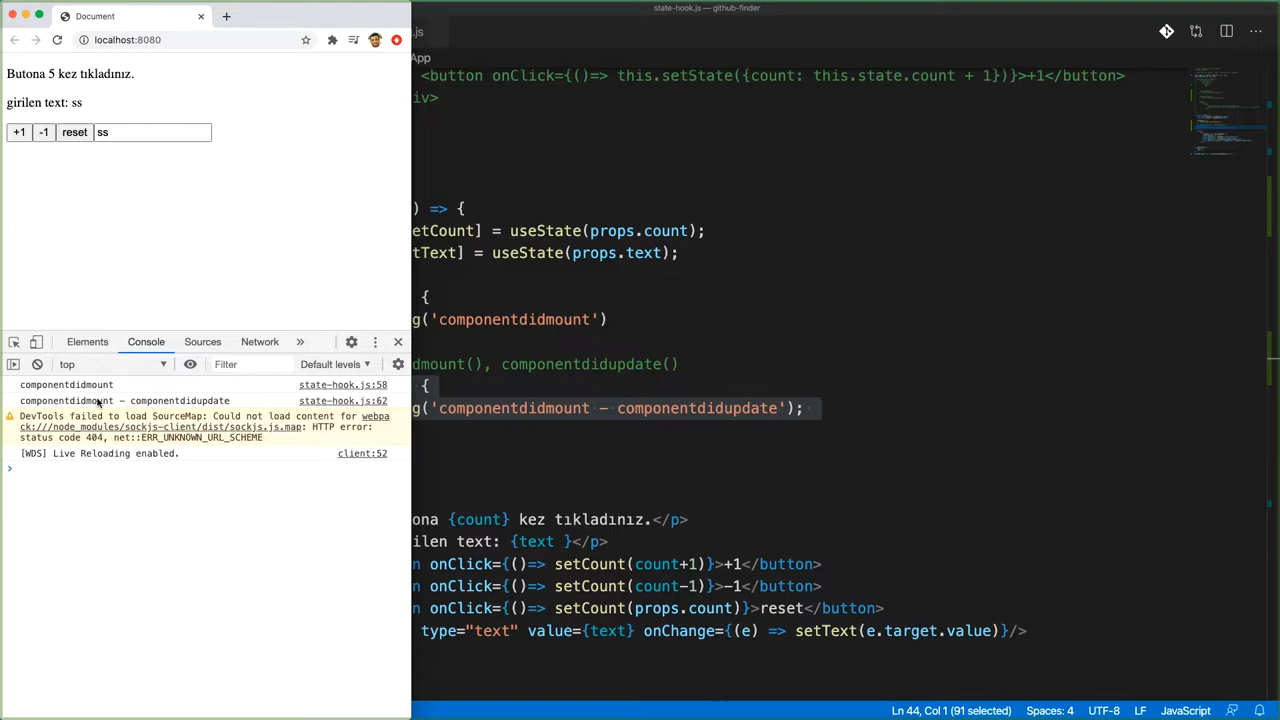 state-hook.js — github-finder
Document
localhost:8080
Butona 5 kez tıkladınız.
girilen text: ss
+1 -1 reset ss
Elements Console Sources Network »
top Filter Default levels
componentdidmount state-hook.js:58
componentdidmount - componentdidupdate state-hook.js:62
DevTools failed to load SourceMap: Could not load content for webpa
ck:///node_modules/sockjs-client/dist/sockjs.js.map: HTTP error:
status code 404, net::ERR_UNKNOWN_URL_SCHEME
[WDS] Live Reloading enabled. client:52
>
.js
App
<button onClick={()=> this.setState({count: this.state.count + 1})}>+1</button>
iv>
) => {
etCount] = useState(props.count);
tText] = useState(props.text);
{
g('componentdidmount')
dmount(), componentdidupdate()
{
g('componentdidmount - componentdidupdate');
ona {count} kez tıkladınız.</p>
ilen text: {text }</p>
n onClick={()=> setCount(count+1)}>+1</button>
n onClick={()=> setCount(count-1)}>-1</button>
n onClick={()=> setCount(props.count)}>reset</button>
type="text" value={text} onChange={(e) => setText(e.target.value)}/>
Ln 44, Col 1 (91 selected) Spaces: 4 UTF-8 LF JavaScript